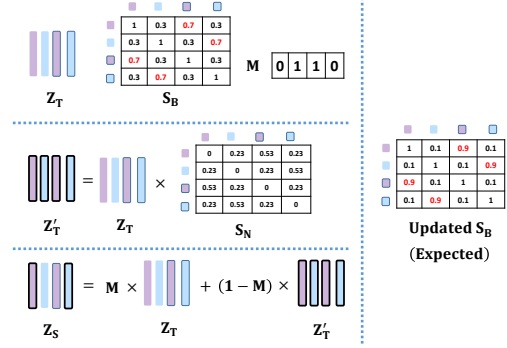 1 0.3 0.7 0.3
0.3 1 0.3 0.7
0.7 0.3 1 0.3
0.3 0.7 0.3 1
M 0 1 1 0
Z_T S_B
0 0.23 0.53 0.23
0.23 0 0.23 0.53
0.53 0.23 0 0.23
0.23 0.53 0.23 0
= ×
Z'_T Z_T S_N
= M × + (1 − M) ×
Z_S Z_T Z'_T
1 0.1 0.9 0.1
0.1 1 0.1 0.9
0.9 0.1 1 0.1
0.1 0.9 0.1 1
Updated S_B
(Expected)